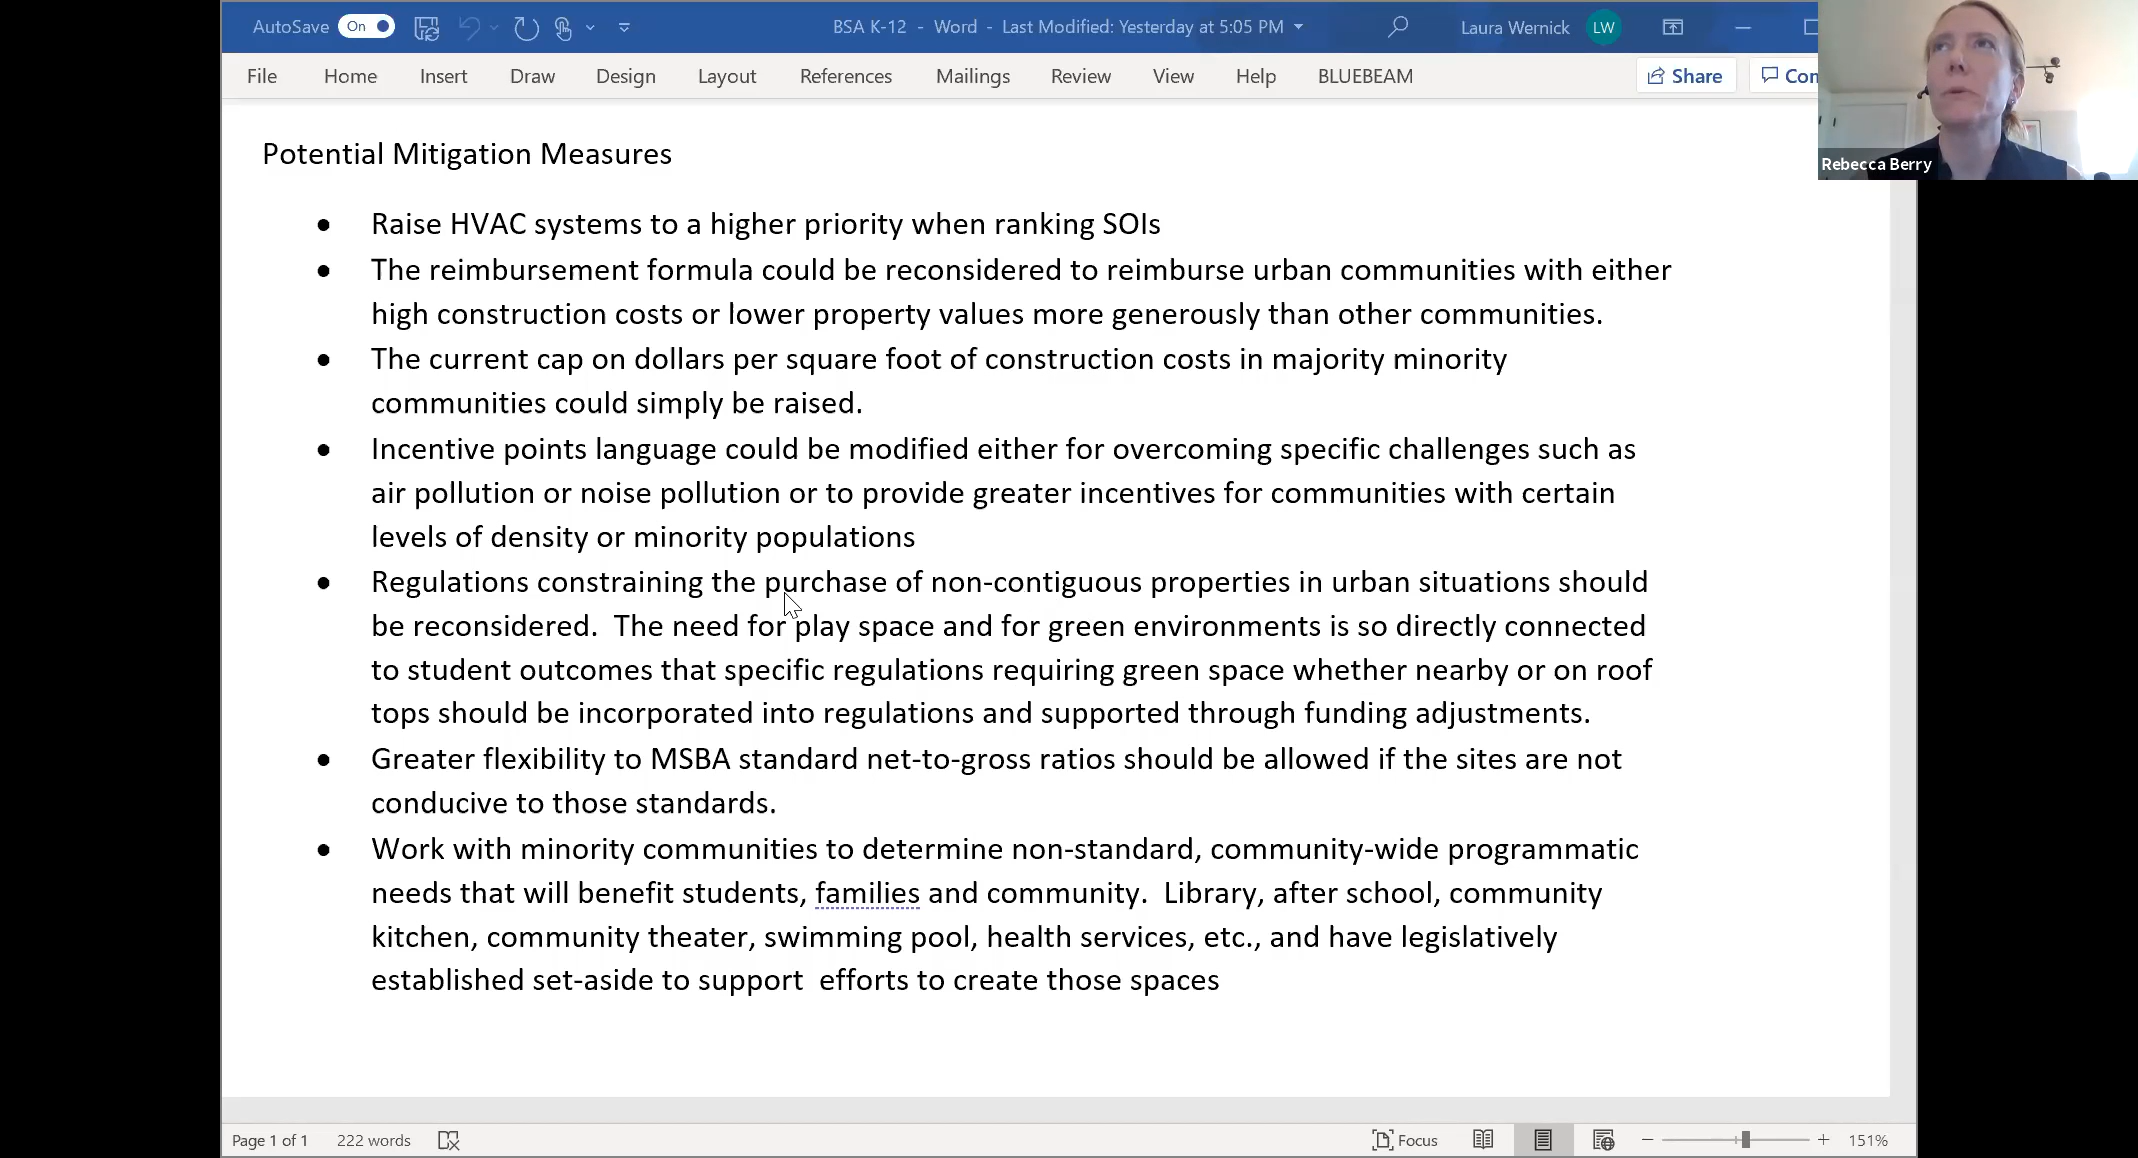 AutoSave On BSA K-12 - Word - Last Modified: Yesterday at 5:05 PM Laura Wernick LW
File Home Insert Draw Design Layout References Mailings Review View Help BLUEBEAM Share
Rebecca Berry
Potential Mitigation Measures
● Raise HVAC systems to a higher priority when ranking SOIs
● The reimbursement formula could be reconsidered to reimburse urban communities with either
high construction costs or lower property values more generously than other communities.
● The current cap on dollars per square foot of construction costs in majority minority
communities could simply be raised.
● Incentive points language could be modified either for overcoming specific challenges such as
air pollution or noise pollution or to provide greater incentives for communities with certain
levels of density or minority populations
● Regulations constraining the purchase of non-contiguous properties in urban situations should
be reconsidered.  The need for play space and for green environments is so directly connected
to student outcomes that specific regulations requiring green space whether nearby or on roof
tops should be incorporated into regulations and supported through funding adjustments.
● Greater flexibility to MSBA standard net-to-gross ratios should be allowed if the sites are not
conducive to those standards.
● Work with minority communities to determine non-standard, community-wide programmatic
needs that will benefit students, families and community.  Library, after school, community
kitchen, community theater, swimming pool, health services, etc., and have legislatively
established set-aside to support  efforts to create those spaces
Page 1 of 1 222 words Focus 151%